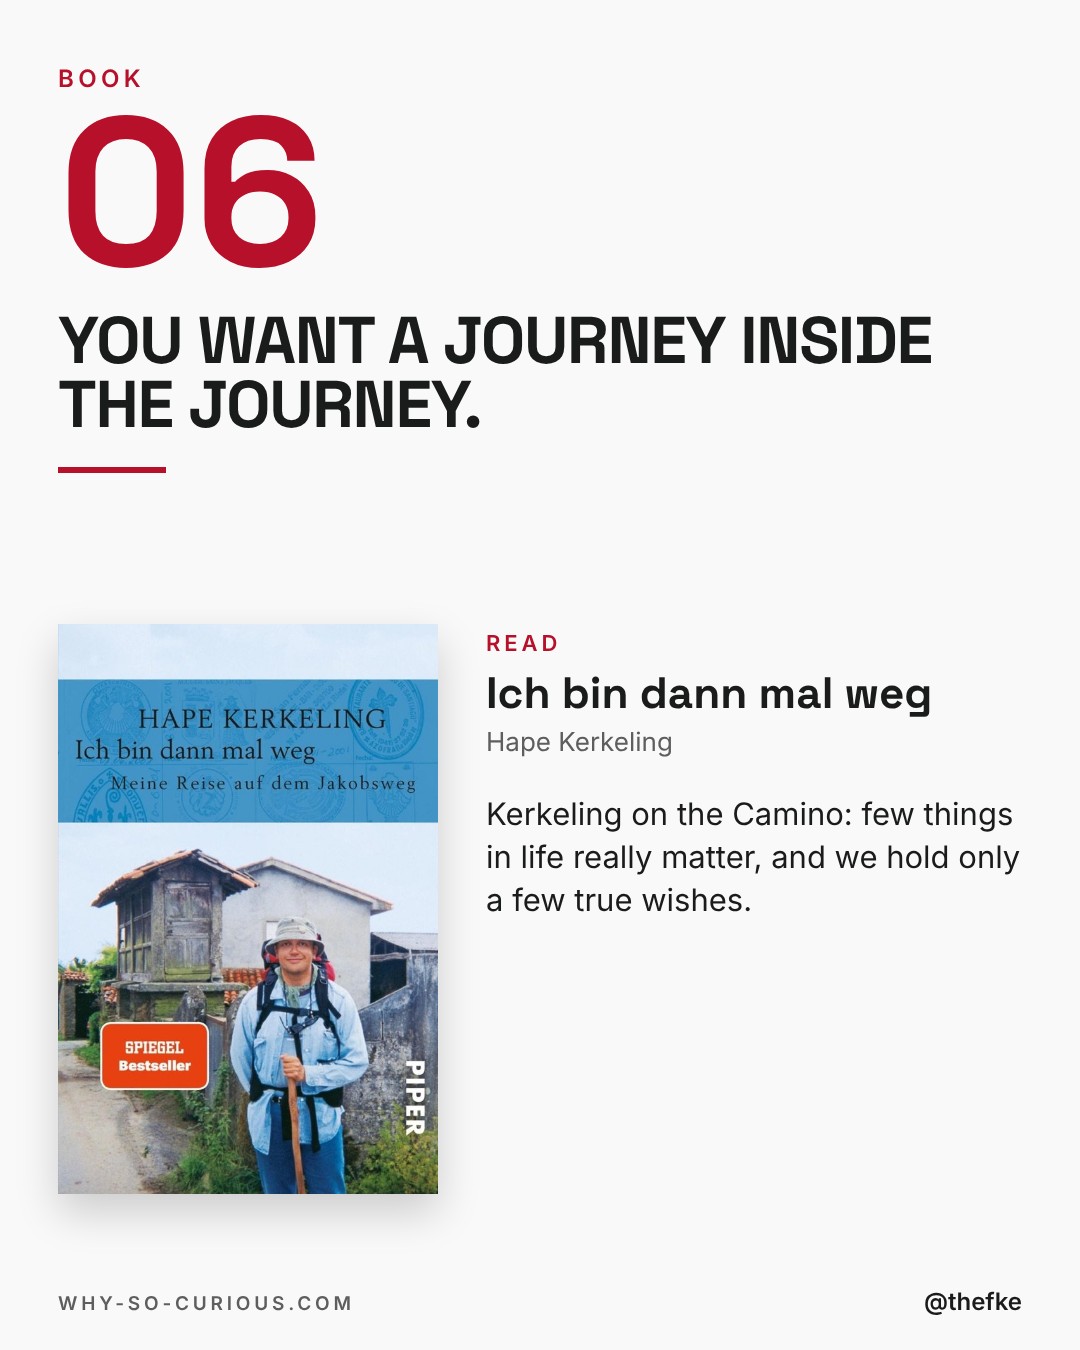 BOOK
06
YOU WANT A JOURNEY INSIDE
THE JOURNEY.
HAPE KERKELING
Ich bin dann mal weg
Meine Reise auf dem Jakobsweg
SPIEGEL
Bestseller
PIPER
READ
Ich bin dann mal weg
Hape Kerkeling
Kerkeling on the Camino: few things
in life really matter, and we hold only
a few true wishes.
WHY-SO-CURIOUS.COM
@thefke